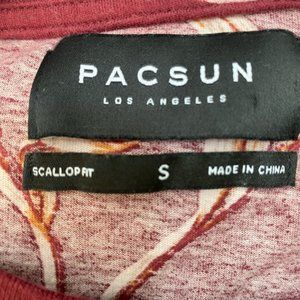 PACSUN
LOS ANGELES
SCALLOP FIT S MADE IN CHINA